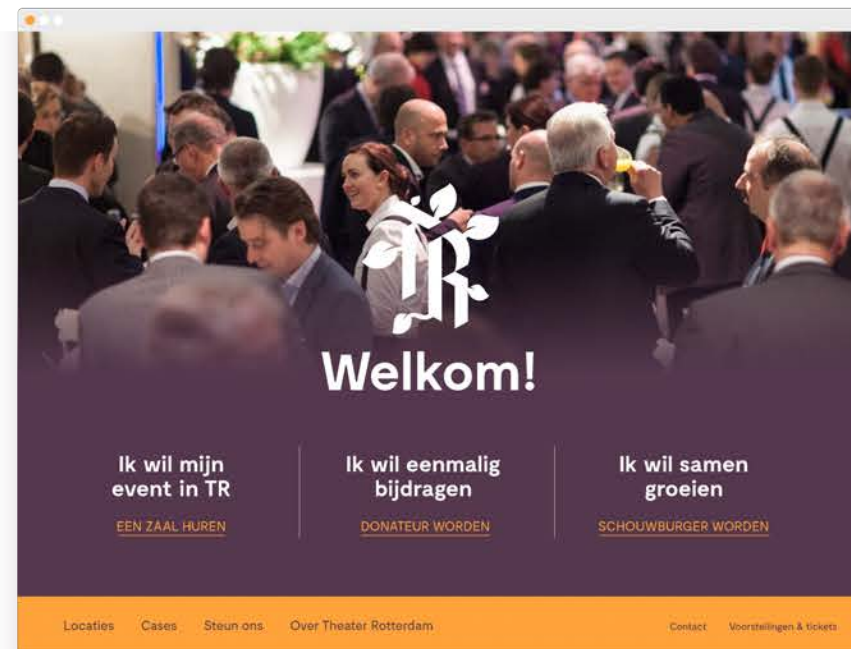 TR
Welkom!
Ik wil mijn
event in TR
EEN ZAAL HUREN
Ik wil eenmalig
bijdragen
DONATEUR WORDEN
Ik wil samen
groeien
SCHOUWBURGER WORDEN
Locaties Cases Steun ons Over Theater Rotterdam Contact Voorstellingen & tickets